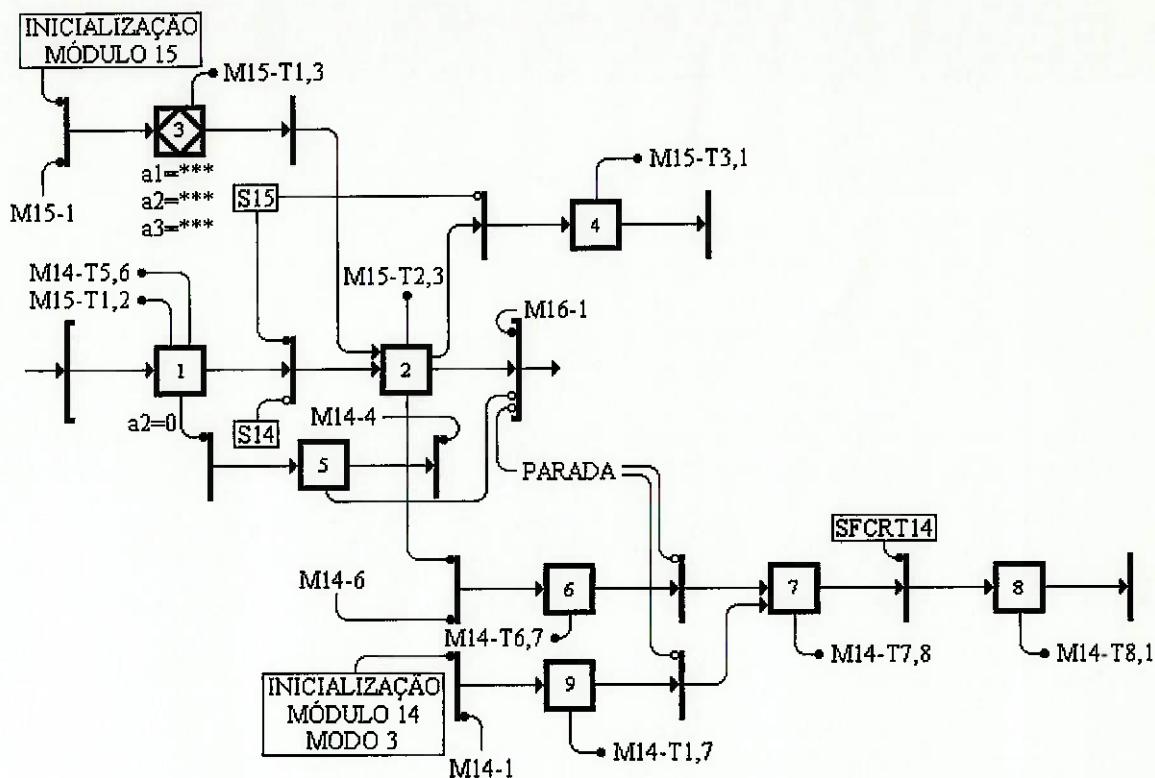 INICIALIZAÇÃO
MÓDULO 15
M15-T1,3
3
a1=***
a2=***
a3=***
M15-1
S15
M15-T3,1
4
M14-T5,6
M15-T1,2
M15-T2,3
M16-1
1
2
a2=0
S14
M14-4
5
PARADA
SFCRT14
M14-6
6
7
8
M14-T6,7
M14-T7,8
M14-T8,1
INICIALIZAÇÃO
MÓDULO 14
MODO 3
9
M14-1
M14-T1,7